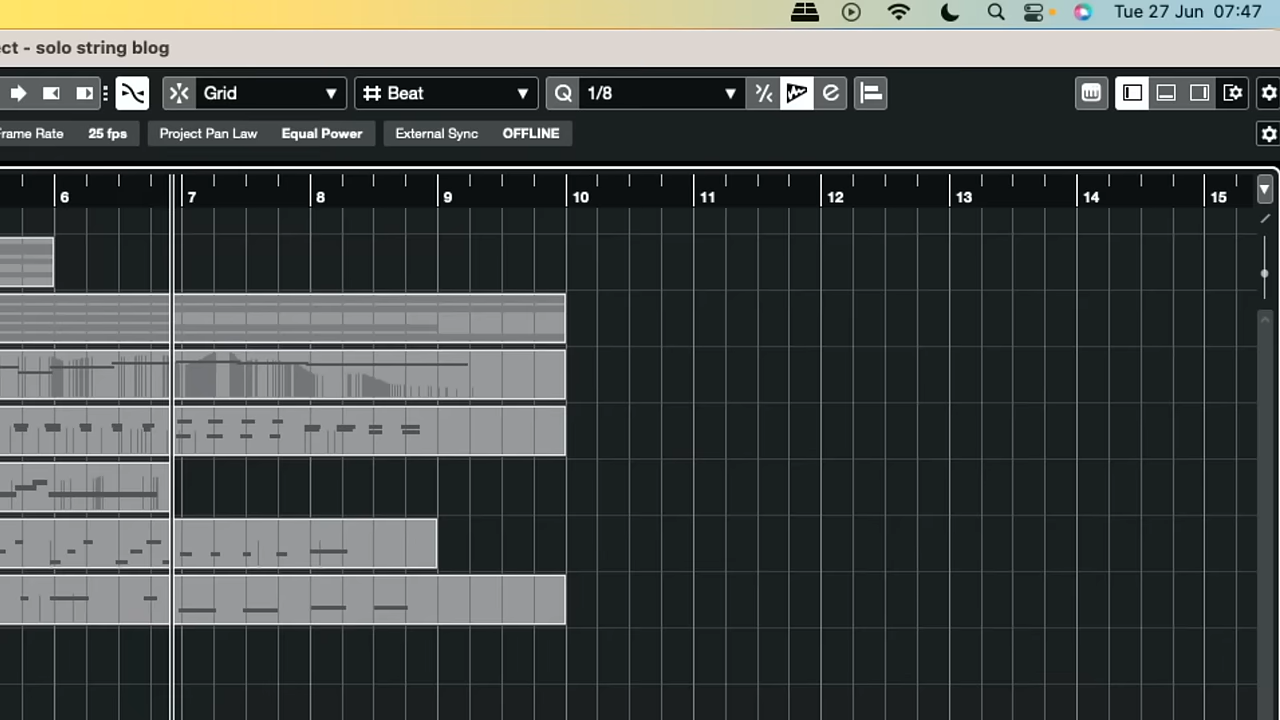 Tue 27 Jun 07:47
ct - solo string blog
Grid Beat 1/8
Frame Rate 25 fps Project Pan Law Equal Power External Sync OFFLINE
6 7 8 9 10 11 12 13 14 15